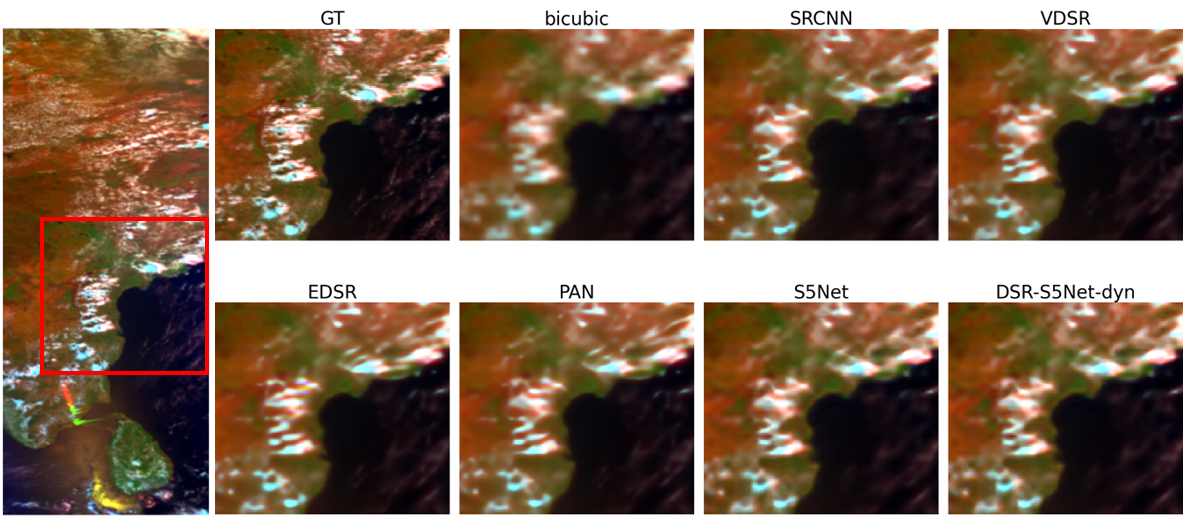 GT
bicubic
SRCNN
VDSR
EDSR
PAN
S5Net
DSR-S5Net-dyn